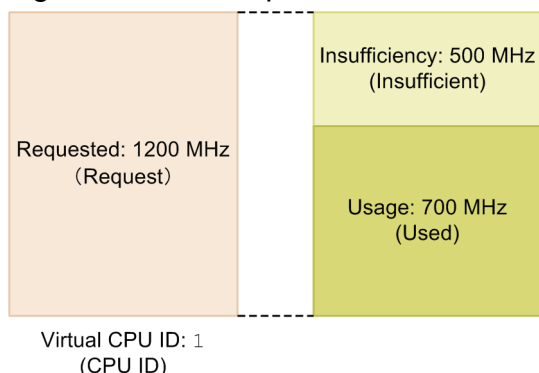 Requested: 1200 MHz
（Request）
Insufficiency: 500 MHz
(Insufficient)
Usage: 700 MHz
(Used)
Virtual CPU ID: 1
(CPU ID)